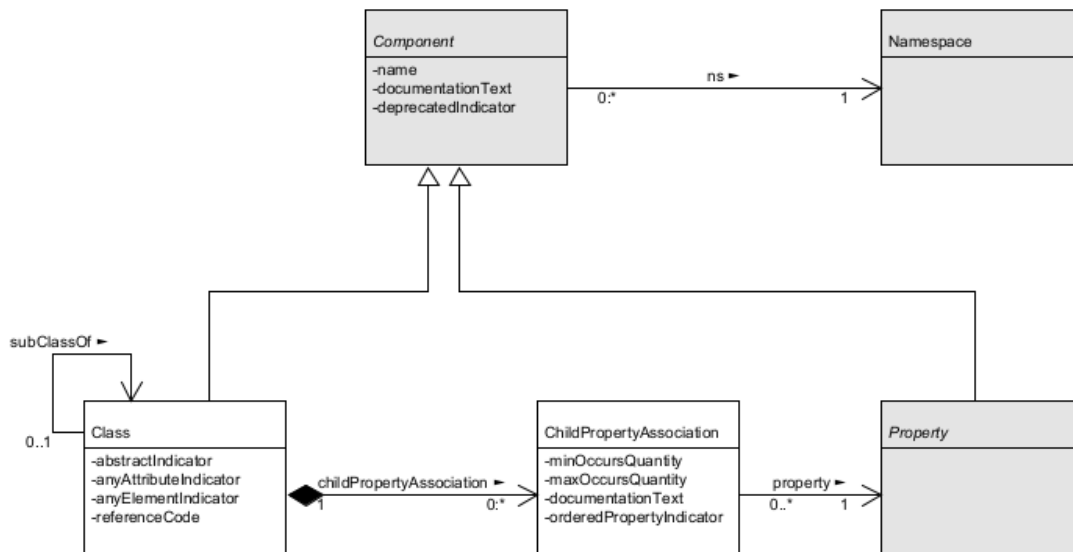 Component
-name
-documentationText
-deprecatedIndicator
ns ►
0:*
1
Namespace
subClassOf ►
0..1
Class
-abstractIndicator
-anyAttributeIndicator
-anyElementIndicator
-referenceCode
childPropertyAssociation ►
1
0:*
ChildPropertyAssociation
-minOccursQuantity
-maxOccursQuantity
-documentationText
-orderedPropertyIndicator
property ►
0..*
1
Property